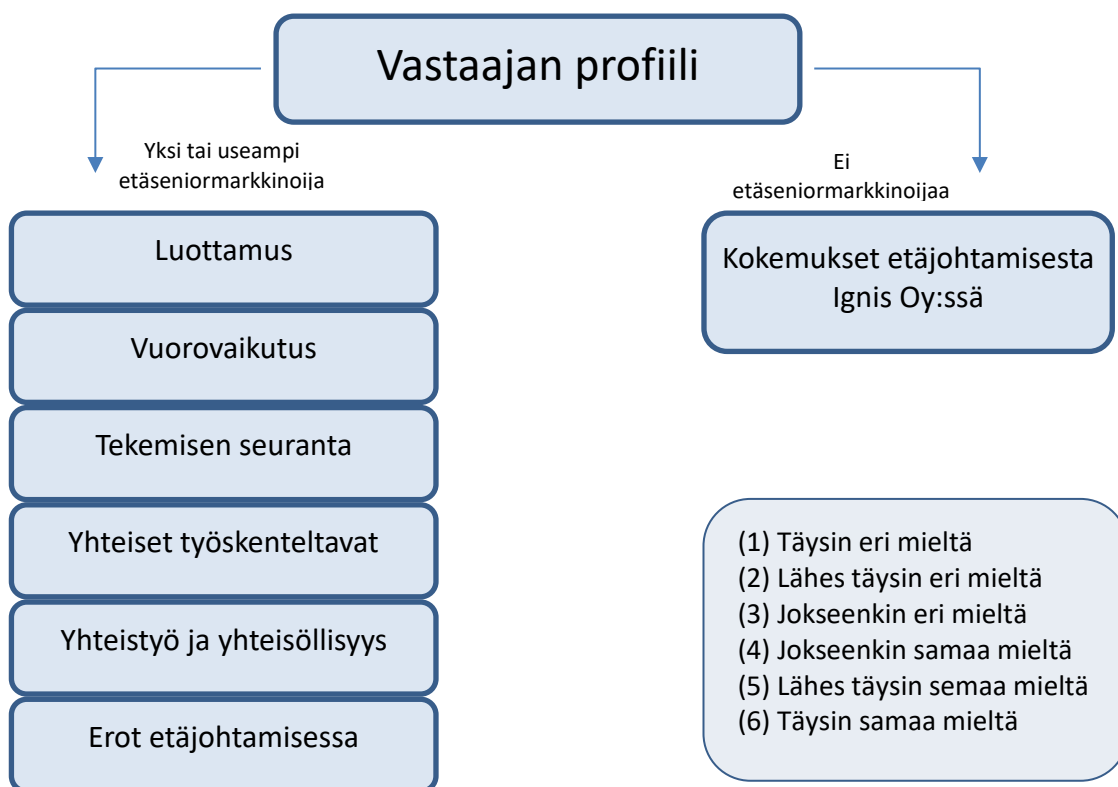 Vastaajan profiili
Yksi tai useampi
etäseniormarkkinoija
Ei
etäseniormarkkinoijaa
Luottamus
Vuorovaikutus
Tekemisen seuranta
Yhteiset työskenteltavat
Yhteistyö ja yhteisöllisyys
Erot etäjohtamisessa
Kokemukset etäjohtamisesta
Ignis Oy:ssä
(1) Täysin eri mieltä
(2) Lähes täysin eri mieltä
(3) Jokseenkin eri mieltä
(4) Jokseenkin samaa mieltä
(5) Lähes täysin semaa mieltä
(6) Täysin samaa mieltä